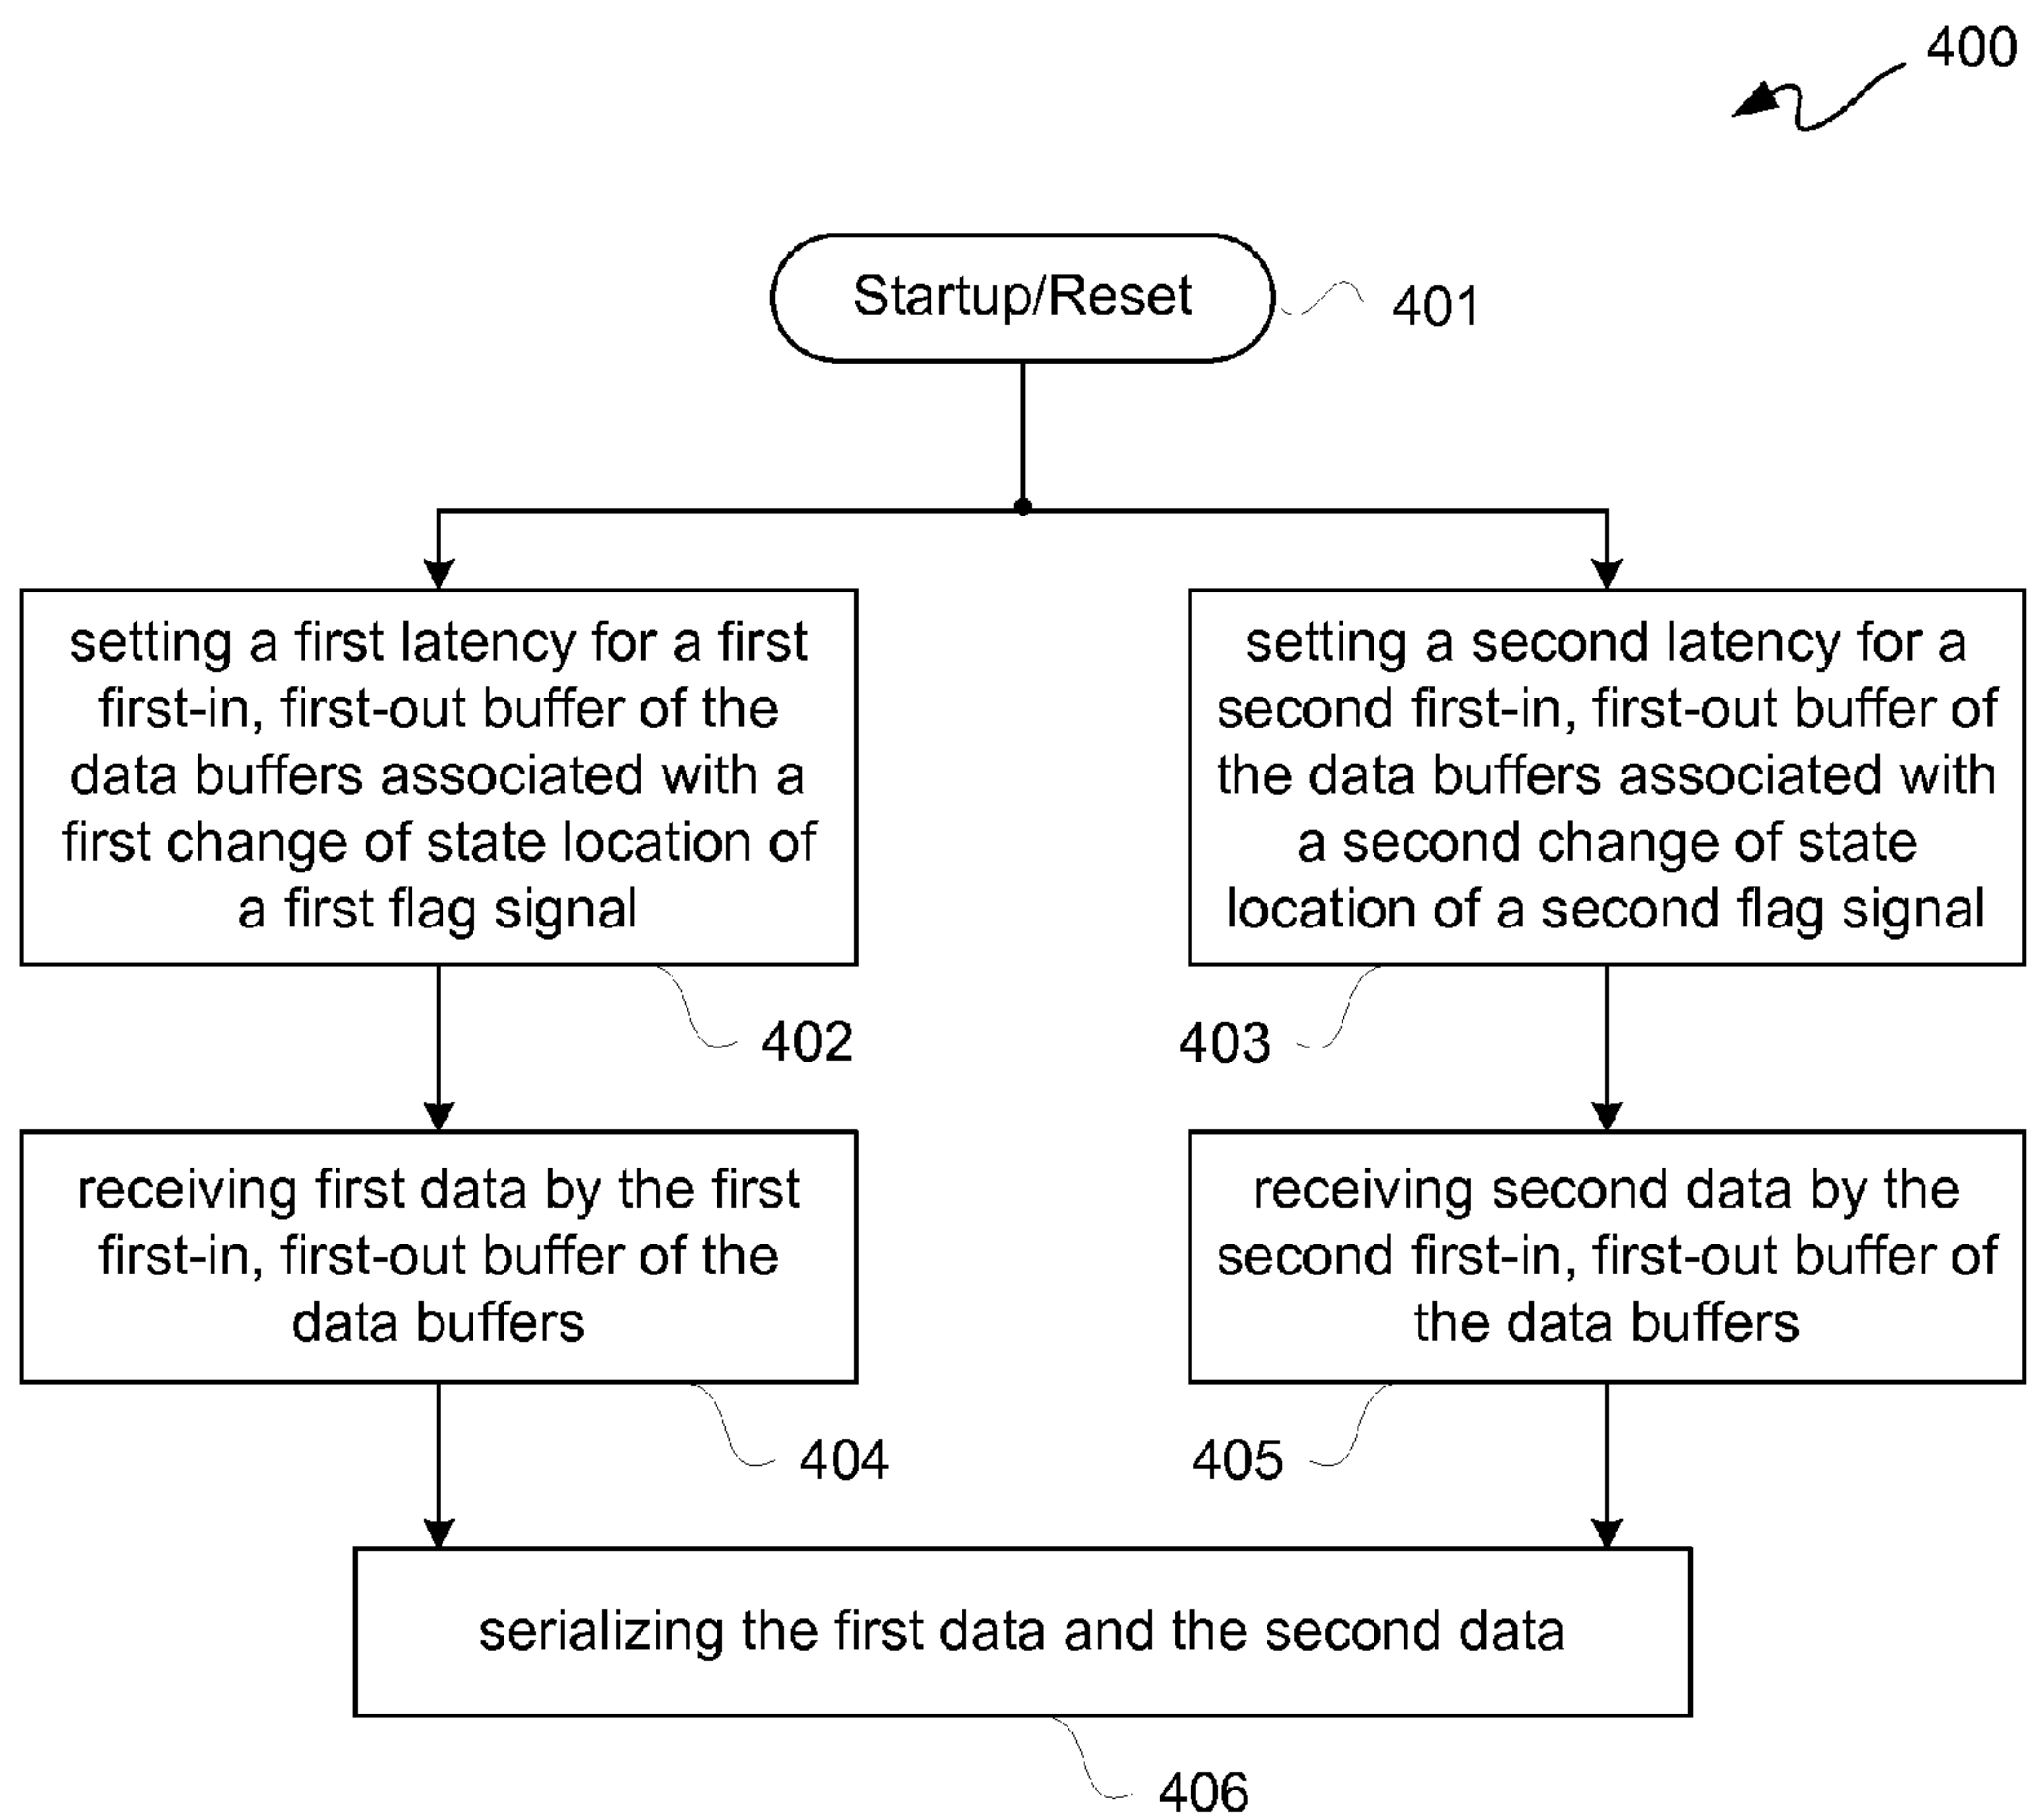 400
Startup/Reset
401
setting a first latency for a first
first-in, first-out buffer of the
data buffers associated with a
first change of state location of
a first flag signal
402
setting a second latency for a
second first-in, first-out buffer of
the data buffers associated with
a second change of state
location of a second flag signal
403
receiving first data by the first
first-in, first-out buffer of the
data buffers
404
receiving second data by the
second first-in, first-out buffer of
the data buffers
405
serializing the first data and the second data
406